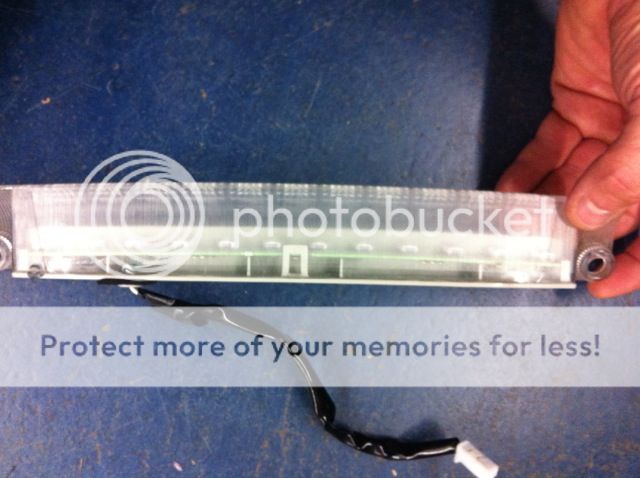 photobucket
Protect more of your memories for less!